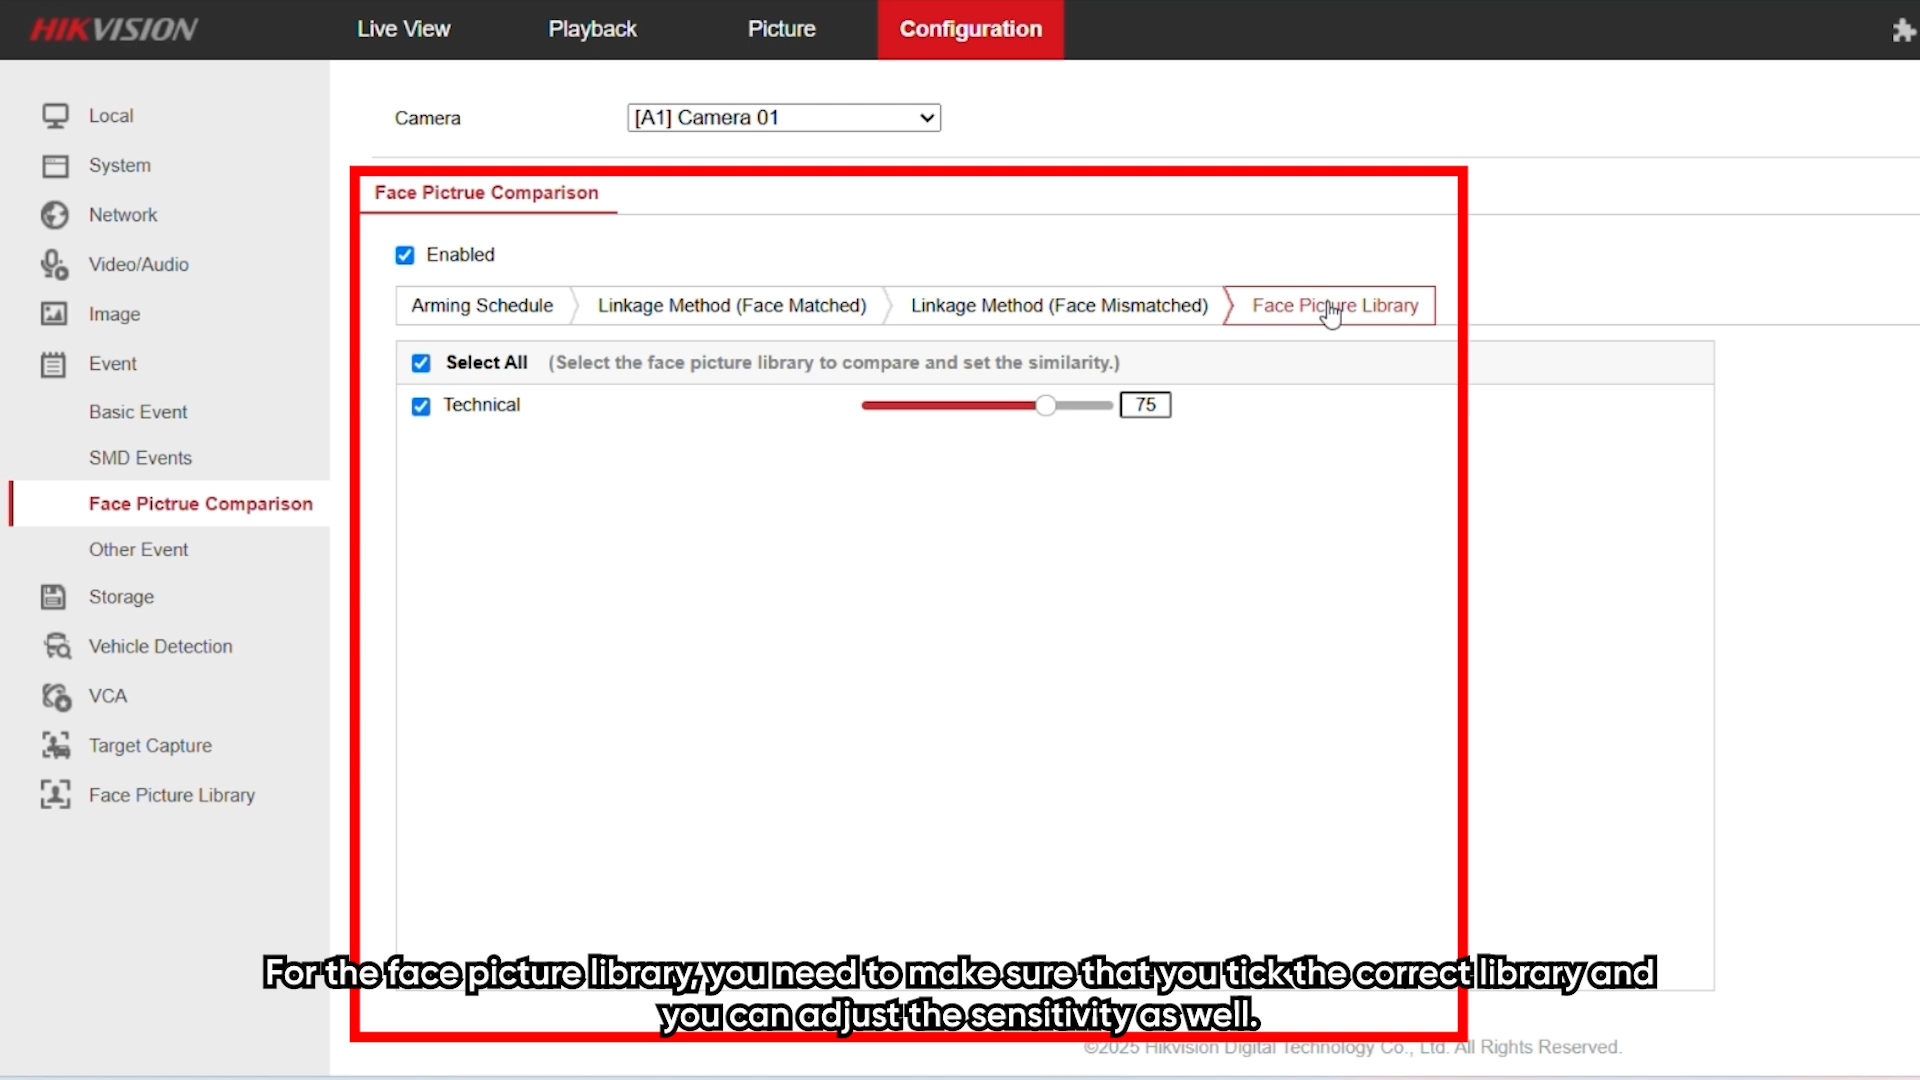 HIKVISION
Live View
Playback
Picture
Configuration
Local
System
Network
Video/Audio
Image
Event
Basic Event
SMD Events
Face Pictrue Comparison
Other Event
Storage
Vehicle Detection
VCA
Target Capture
Face Picture Library
Camera
[A1] Camera 01
Face Pictrue Comparison
Enabled
Arming Schedule
Linkage Method (Face Matched)
Linkage Method (Face Mismatched)
Face Picture Library
Select All (Select the face picture library to compare and set the similarity.)
Technical
75
For the face picture library, you need to make sure that you tick the correct library and
you can adjust the sensitivity as well.
©2025 Hikvision Digital Technology Co., Ltd. All Rights Reserved.